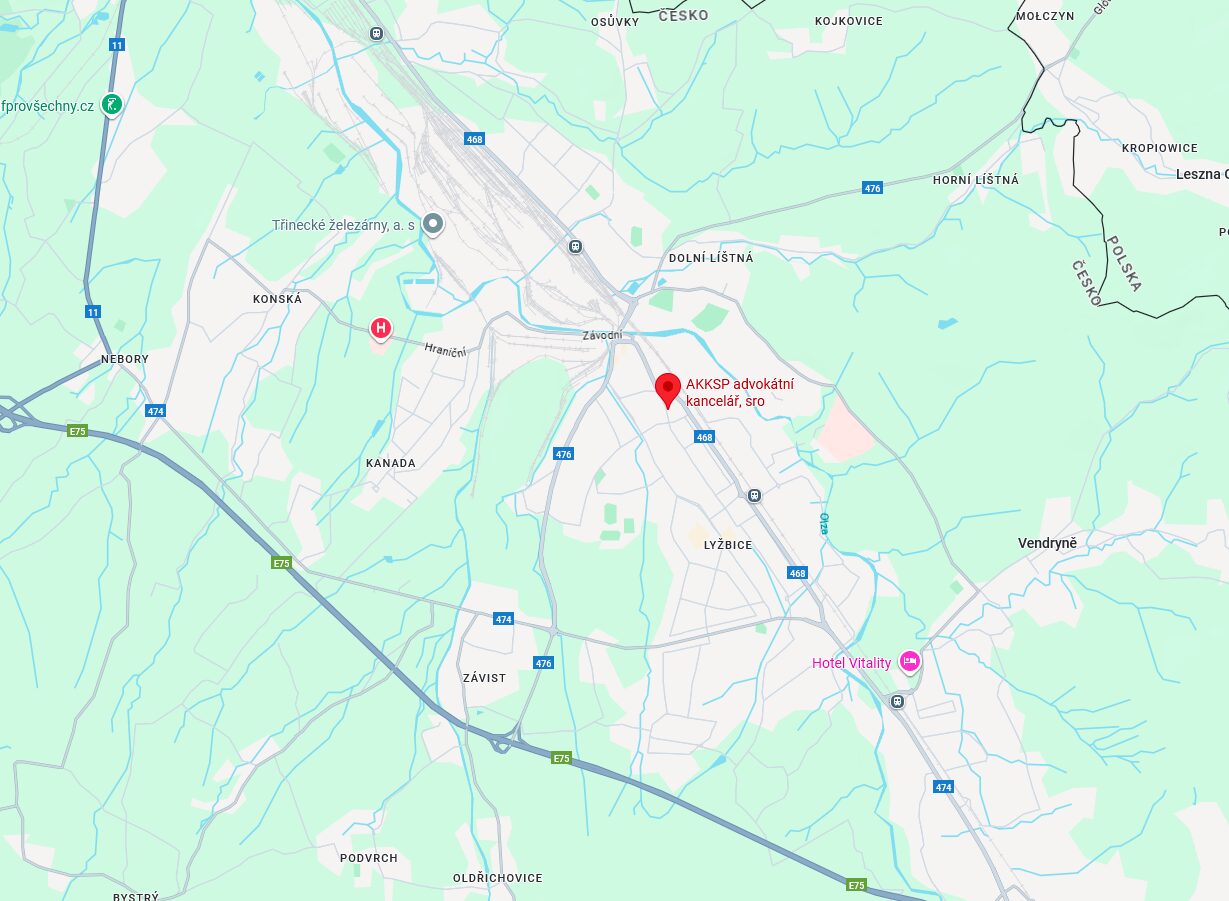 OSŮVKY
ČESKO
KOJKOVICE
MOŁCZYN
11
fprovšechny.cz
468
KROPIOWICE
Leszna
476
HORNÍ LÍŠTNÁ
Třinecké železárny, a. s
DOLNÍ LÍŠTNÁ
POLSKA
ČESKO
KONSKÁ
11
H
Závodní
Hraniční
NEBORY
AKKSP advokátní
kancelář, sro
474
E75
468
476
KANADA
Olza
LYŽBICE
Vendryně
E75
468
474
476
Hotel Vitality
ZÁVIST
E75
474
PODVRCH
OLDŘICHOVICE
E75
BYSTRÝ